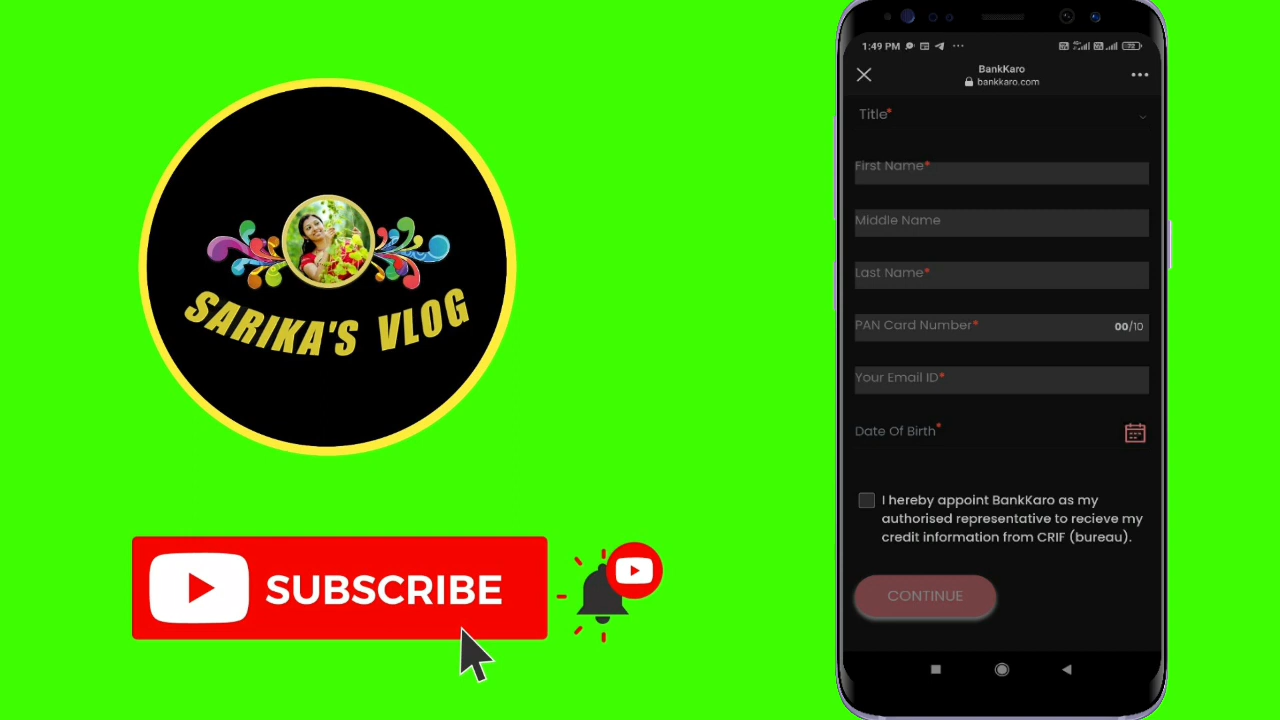 SARIKA'S VLOG
SUBSCRIBE
1:49 PM
BankKaro
bankkaro.com
Title*
First Name*
Middle Name
Last Name*
PAN Card Number*
00/10
Your Email ID*
Date Of Birth*
I hereby appoint BankKaro as my
authorised representative to recieve my
credit information from CRIF (bureau).
CONTINUE